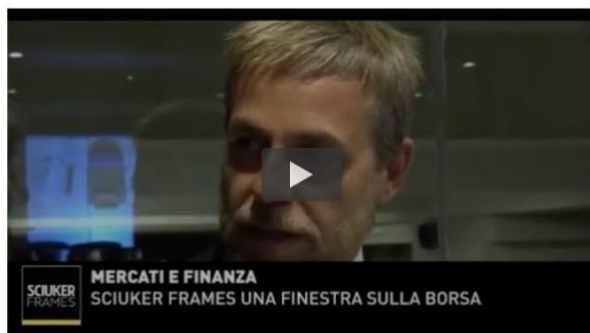 SCIUKER
FRAMES
MERCATI E FINANZA
SCIUKER FRAMES UNA FINESTRA SULLA BORSA